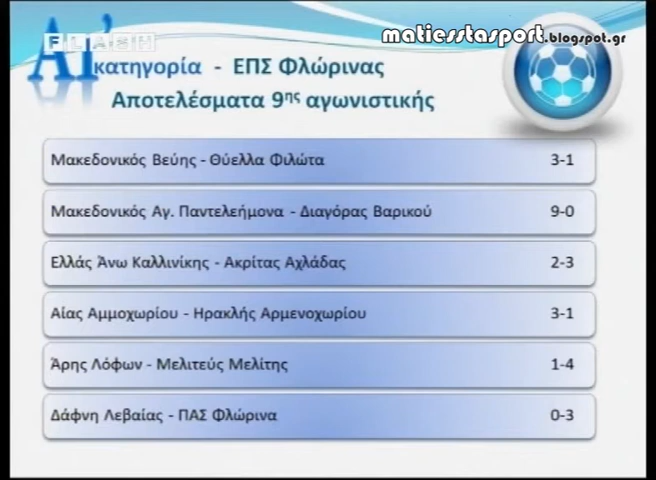 FLASH
matiesstasport.blogspot.gr
Α1' κατηγορία - ΕΠΣ Φλώρινας
Αποτελέσματα 9ης αγωνιστικής
Μακεδονικός Βεύης - Θύελλα Φιλώτα 3-1
Μακεδονικός Αγ. Παντελεήμονα - Διαγόρας Βαρικού 9-0
Ελλάς Άνω Καλλινίκης - Ακρίτας Αχλάδας 2-3
Αίας Αμμοχωρίου - Ηρακλής Αρμενοχωρίου 3-1
Άρης Λόφων - Μελιτεύς Μελίτης 1-4
Δάφνη Λεβαίας - ΠΑΣ Φλώρινα 0-3